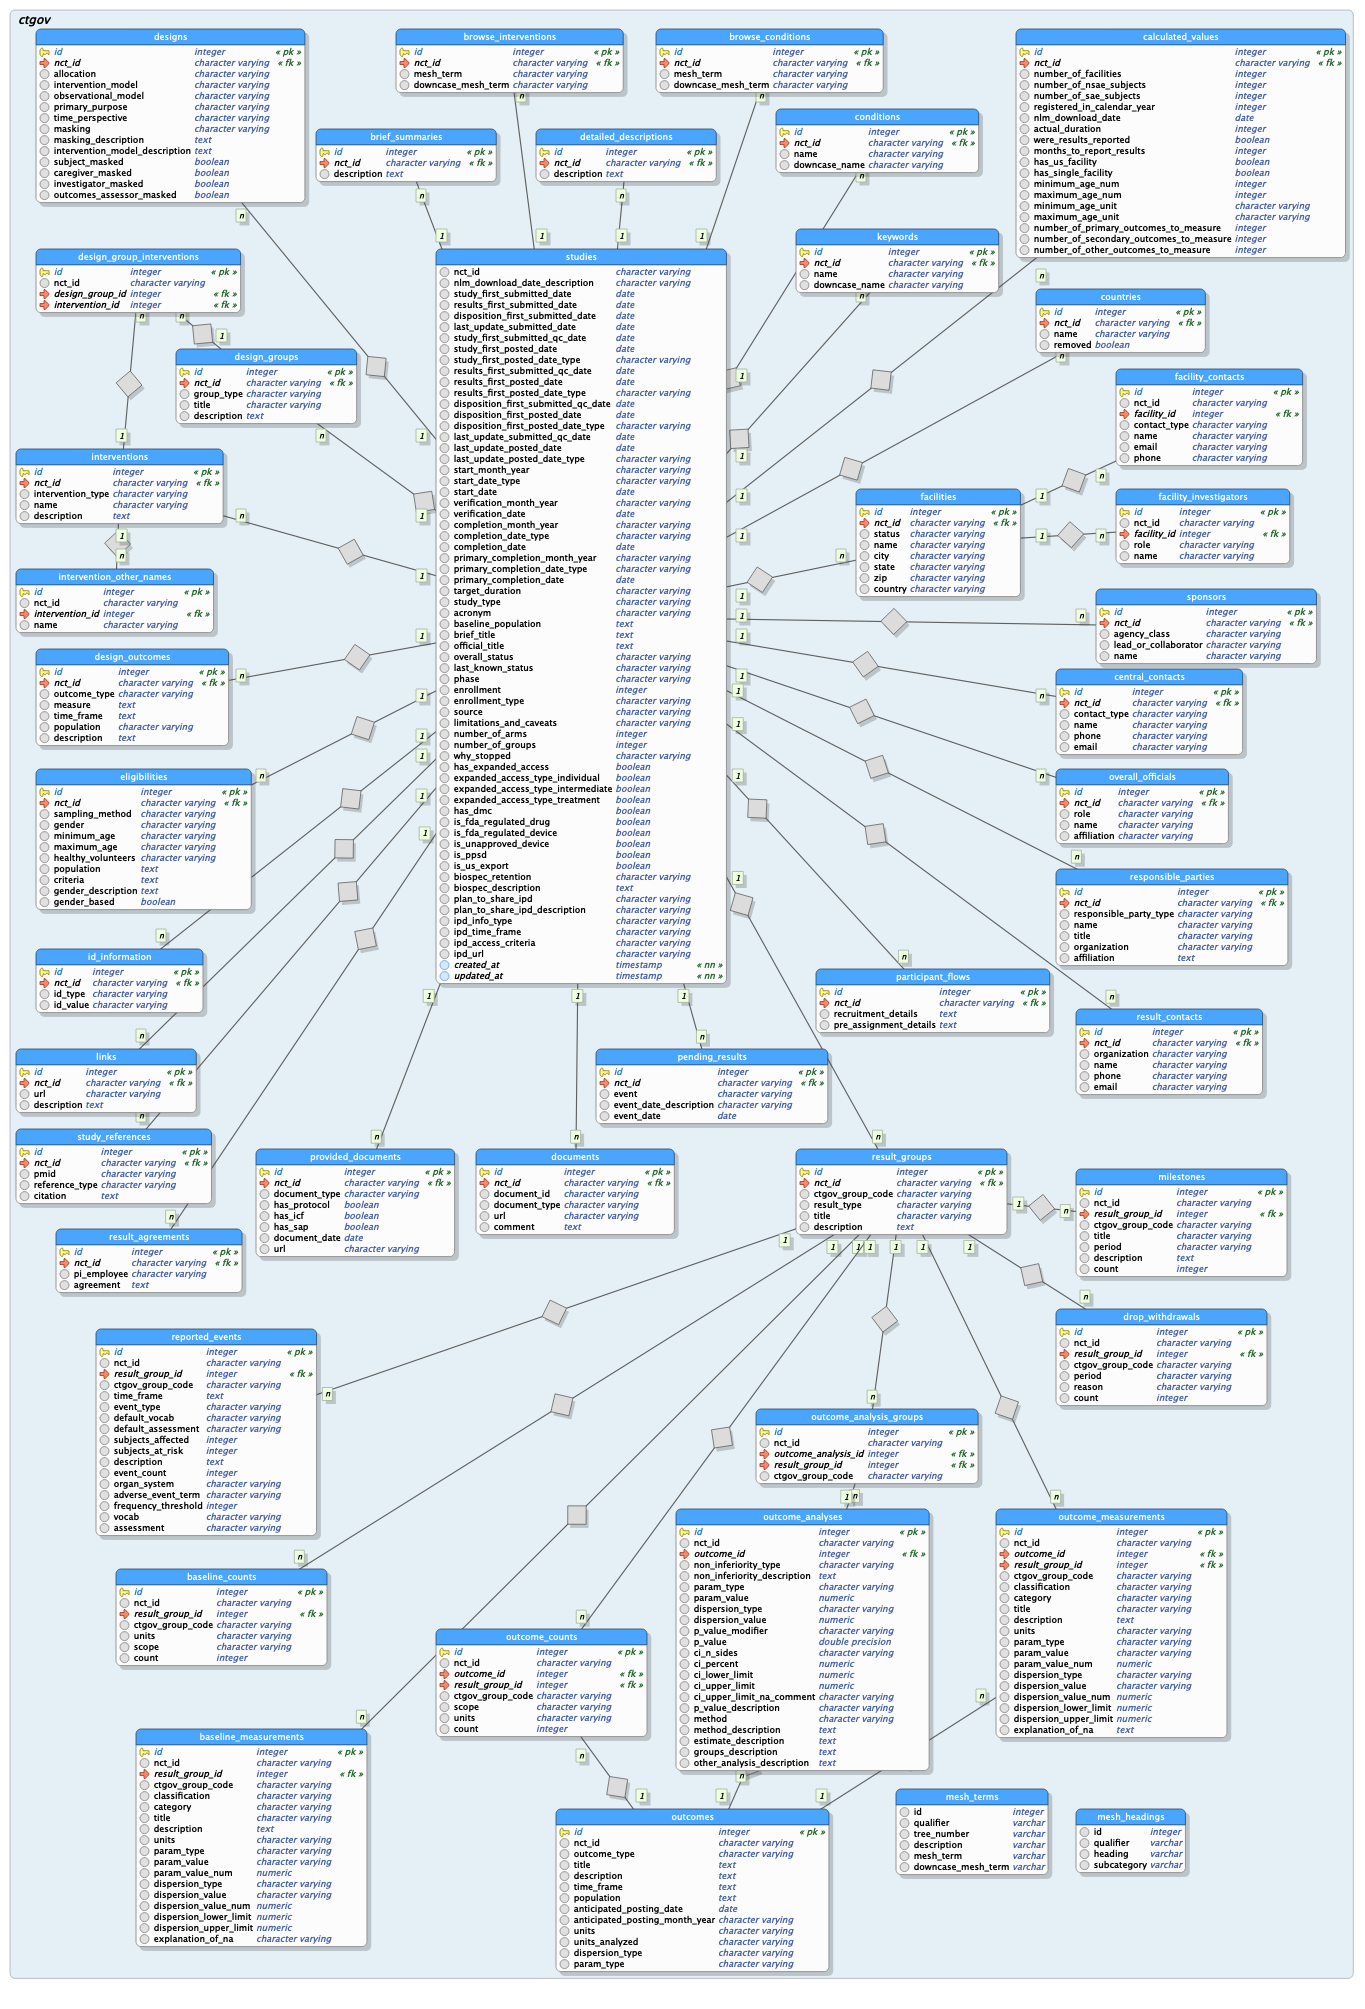 ctgov
designs
id integer « pk »
nct_id character varying « fk »
allocation character varying
intervention_model character varying
observational_model character varying
primary_purpose character varying
time_perspective character varying
masking character varying
masking_description text
intervention_model_description text
subject_masked boolean
caregiver_masked boolean
investigator_masked boolean
outcomes_assessor_masked boolean
browse_interventions
id integer « pk »
nct_id character varying « fk »
mesh_term character varying
downcase_mesh_term character varying
browse_conditions
id integer « pk »
nct_id character varying « fk »
mesh_term character varying
downcase_mesh_term character varying
calculated_values
id integer « pk »
nct_id character varying « fk »
number_of_facilities integer
number_of_nsae_subjects integer
number_of_sae_subjects integer
registered_in_calendar_year integer
nlm_download_date date
actual_duration integer
were_results_reported boolean
months_to_report_results integer
has_us_facility boolean
has_single_facility boolean
minimum_age_num integer
maximum_age_num integer
minimum_age_unit character varying
maximum_age_unit character varying
number_of_primary_outcomes_to_measure integer
number_of_secondary_outcomes_to_measure integer
number_of_other_outcomes_to_measure integer
brief_summaries
id integer « pk »
nct_id character varying « fk »
description text
detailed_descriptions
id integer « pk »
nct_id character varying « fk »
description text
conditions
id integer « pk »
nct_id character varying « fk »
name character varying
downcase_name character varying
keywords
id integer « pk »
nct_id character varying « fk »
name character varying
downcase_name character varying
design_group_interventions
id integer « pk »
nct_id character varying
design_group_id integer « fk »
intervention_id integer « fk »
design_groups
id integer « pk »
nct_id character varying « fk »
group_type character varying
title character varying
description text
studies
nct_id character varying
nlm_download_date_description character varying
study_first_submitted_date date
results_first_submitted_date date
disposition_first_submitted_date date
last_update_submitted_date date
study_first_submitted_qc_date date
study_first_posted_date date
study_first_posted_date_type character varying
results_first_submitted_qc_date date
results_first_posted_date date
results_first_posted_date_type character varying
disposition_first_submitted_qc_date date
disposition_first_posted_date date
disposition_first_posted_date_type character varying
last_update_submitted_qc_date date
last_update_posted_date date
last_update_posted_date_type character varying
start_month_year character varying
start_date_type character varying
start_date date
verification_month_year character varying
verification_date date
completion_month_year character varying
completion_date_type character varying
completion_date date
primary_completion_month_year character varying
primary_completion_date_type character varying
primary_completion_date date
target_duration character varying
study_type character varying
acronym character varying
baseline_population text
brief_title text
official_title text
overall_status character varying
last_known_status character varying
phase character varying
enrollment integer
enrollment_type character varying
source character varying
limitations_and_caveats character varying
number_of_arms integer
number_of_groups integer
why_stopped character varying
has_expanded_access boolean
expanded_access_type_individual boolean
expanded_access_type_intermediate boolean
expanded_access_type_treatment boolean
has_dmc boolean
is_fda_regulated_drug boolean
is_fda_regulated_device boolean
is_unapproved_device boolean
is_ppsd boolean
is_us_export boolean
biospec_retention character varying
biospec_description text
plan_to_share_ipd character varying
plan_to_share_ipd_description character varying
ipd_info_type character varying
ipd_time_frame character varying
ipd_access_criteria character varying
ipd_url character varying
created_at timestamp « nn »
updated_at timestamp « nn »
countries
id integer « pk »
nct_id character varying « fk »
name character varying
removed boolean
facility_contacts
id integer « pk »
nct_id character varying
facility_id integer « fk »
contact_type character varying
name character varying
email character varying
phone character varying
interventions
id integer « pk »
nct_id character varying « fk »
intervention_type character varying
name character varying
description text
facilities
id integer « pk »
nct_id character varying « fk »
status character varying
name character varying
city character varying
state character varying
zip character varying
country character varying
facility_investigators
id integer « pk »
nct_id character varying
facility_id integer « fk »
role character varying
name character varying
intervention_other_names
id integer « pk »
nct_id character varying
intervention_id integer « fk »
name character varying
sponsors
id integer « pk »
nct_id character varying « fk »
agency_class character varying
lead_or_collaborator character varying
name character varying
design_outcomes
id integer « pk »
nct_id character varying « fk »
outcome_type character varying
measure text
time_frame text
population character varying
description text
central_contacts
id integer « pk »
nct_id character varying « fk »
contact_type character varying
name character varying
phone character varying
email character varying
eligibilities
id integer « pk »
nct_id character varying « fk »
sampling_method character varying
gender character varying
minimum_age character varying
maximum_age character varying
healthy_volunteers character varying
population text
criteria text
gender_description text
gender_based boolean
overall_officials
id integer « pk »
nct_id character varying « fk »
role character varying
name character varying
affiliation character varying
responsible_parties
id integer « pk »
nct_id character varying « fk »
responsible_party_type character varying
name character varying
title character varying
organization character varying
affiliation text
id_information
id integer « pk »
nct_id character varying « fk »
id_type character varying
id_value character varying
participant_flows
id integer « pk »
nct_id character varying « fk »
recruitment_details text
pre_assignment_details text
result_contacts
id integer « pk »
nct_id character varying « fk »
organization character varying
name character varying
phone character varying
email character varying
links
id integer « pk »
nct_id character varying « fk »
url character varying
description text
pending_results
id integer « pk »
nct_id character varying « fk »
event character varying
event_date_description character varying
event_date date
study_references
id integer « pk »
nct_id character varying « fk »
pmid character varying
reference_type character varying
citation text
provided_documents
id integer « pk »
nct_id character varying « fk »
document_type character varying
has_protocol boolean
has_icf boolean
has_sap boolean
document_date date
url character varying
documents
id integer « pk »
nct_id character varying « fk »
document_id character varying
document_type character varying
url character varying
comment text
result_groups
id integer « pk »
nct_id character varying « fk »
ctgov_group_code character varying
result_type character varying
title character varying
description text
milestones
id integer « pk »
nct_id character varying
result_group_id integer « fk »
ctgov_group_code character varying
title character varying
period character varying
description text
count integer
result_agreements
id integer « pk »
nct_id character varying « fk »
pi_employee character varying
agreement text
drop_withdrawals
id integer « pk »
nct_id character varying
result_group_id integer « fk »
ctgov_group_code character varying
period character varying
reason character varying
count integer
reported_events
id integer « pk »
nct_id character varying
result_group_id integer « fk »
ctgov_group_code character varying
time_frame text
event_type character varying
default_vocab character varying
default_assessment character varying
subjects_affected integer
subjects_at_risk integer
description text
event_count integer
organ_system character varying
adverse_event_term character varying
frequency_threshold integer
vocab character varying
assessment character varying
outcome_analysis_groups
id integer « pk »
nct_id character varying
outcome_analysis_id integer « fk »
result_group_id integer « fk »
ctgov_group_code character varying
outcome_analyses
id integer « pk »
nct_id character varying
outcome_id integer « fk »
non_inferiority_type character varying
non_inferiority_description text
param_type character varying
param_value numeric
dispersion_type character varying
dispersion_value numeric
p_value_modifier character varying
p_value double precision
ci_n_sides character varying
ci_percent numeric
ci_lower_limit numeric
ci_upper_limit numeric
ci_upper_limit_na_comment character varying
p_value_description character varying
method character varying
method_description text
estimate_description text
groups_description text
other_analysis_description text
outcome_measurements
id integer « pk »
nct_id character varying
outcome_id integer « fk »
result_group_id integer « fk »
ctgov_group_code character varying
classification character varying
category character varying
title character varying
description text
units character varying
param_type character varying
param_value character varying
param_value_num numeric
dispersion_type character varying
dispersion_value character varying
dispersion_value_num numeric
dispersion_lower_limit numeric
dispersion_upper_limit numeric
explanation_of_na text
baseline_counts
id integer « pk »
nct_id character varying
result_group_id integer « fk »
ctgov_group_code character varying
units character varying
scope character varying
count integer
outcome_counts
id integer « pk »
nct_id character varying
outcome_id integer « fk »
result_group_id integer « fk »
ctgov_group_code character varying
scope character varying
units character varying
count integer
baseline_measurements
id integer « pk »
nct_id character varying
result_group_id integer « fk »
ctgov_group_code character varying
classification character varying
category character varying
title character varying
description text
units character varying
param_type character varying
param_value character varying
param_value_num numeric
dispersion_type character varying
dispersion_value character varying
dispersion_value_num numeric
dispersion_lower_limit numeric
dispersion_upper_limit numeric
explanation_of_na character varying
outcomes
id integer « pk »
nct_id character varying
outcome_type character varying
title text
description text
time_frame text
population text
anticipated_posting_date date
anticipated_posting_month_year character varying
units character varying
units_analyzed character varying
dispersion_type character varying
param_type character varying
mesh_terms
id integer
qualifier varchar
tree_number varchar
description varchar
mesh_term varchar
downcase_mesh_term varchar
mesh_headings
id integer
qualifier varchar
heading varchar
subcategory varchar